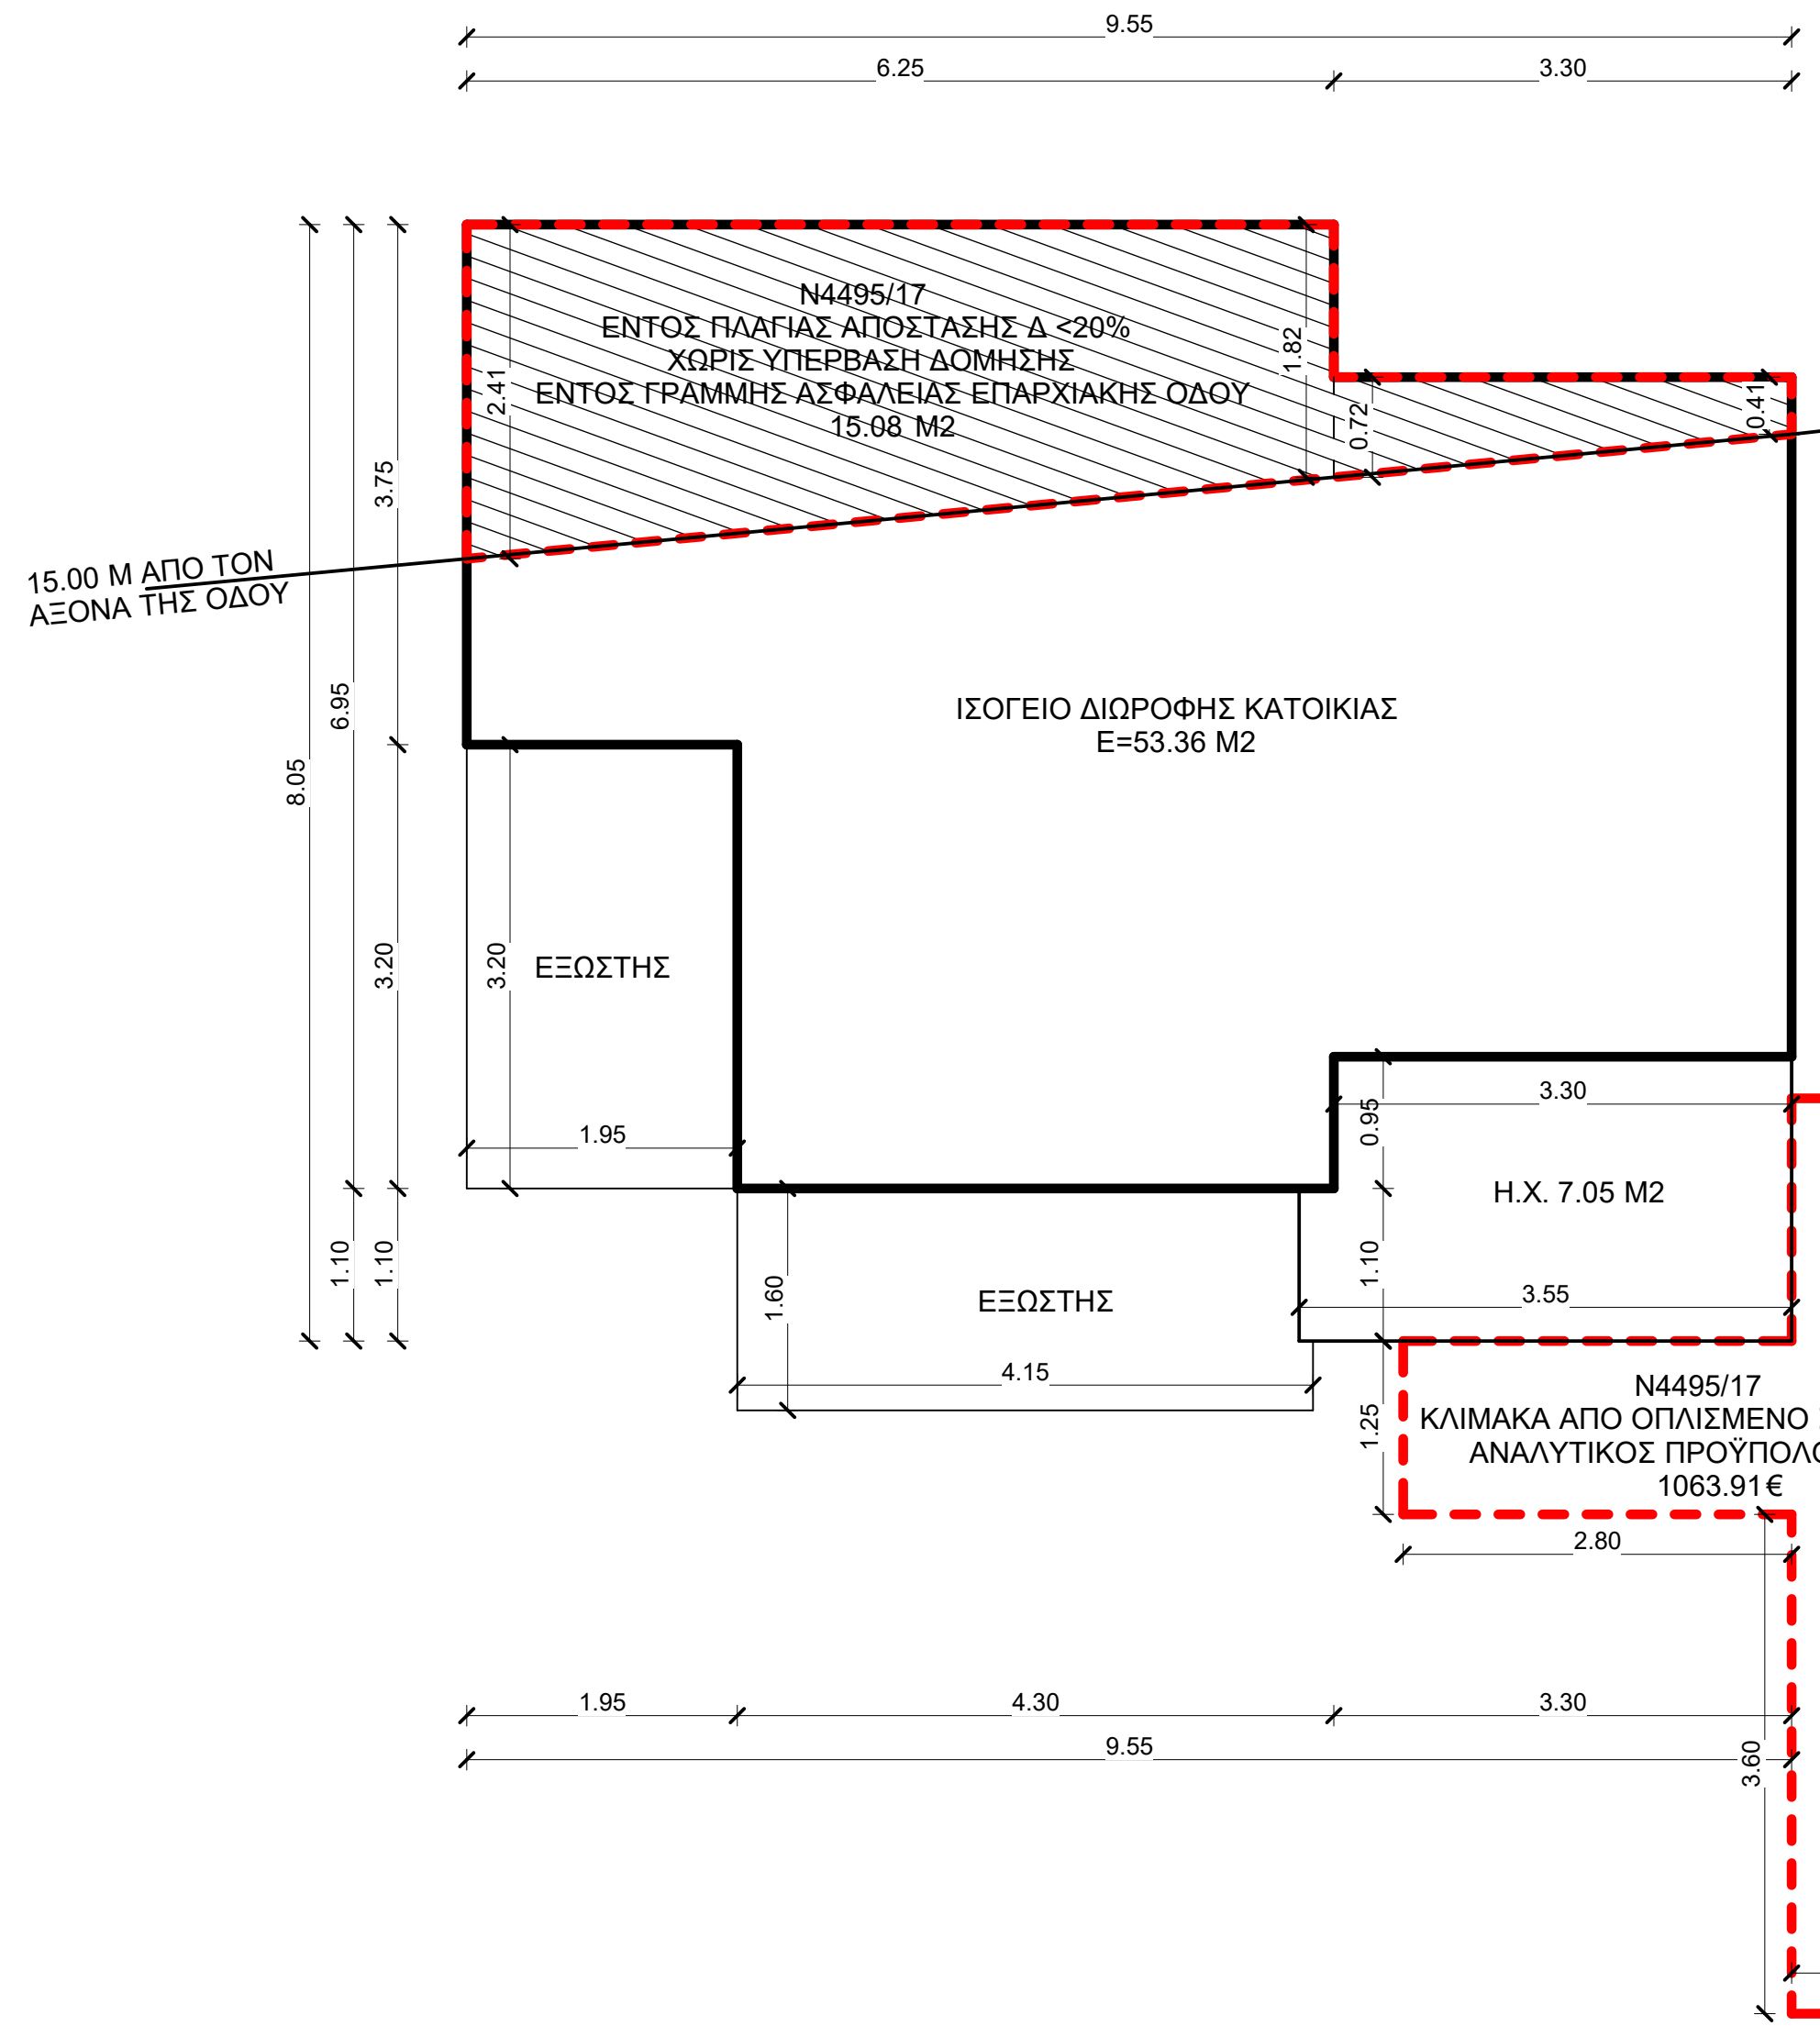 9.55
6.25 3.30
N4495/17
ΕΝΤΟΣ ΠΛΑΓΙΑΣ ΑΠΟΣΤΑΣΗΣ Δ <20%
ΧΩΡΙΣ ΥΠΕΡΒΑΣΗ ΔΟΜΗΣΗΣ
ΕΝΤΟΣ ΓΡΑΜΜΗΣ ΑΣΦΑΛΕΙΑΣ ΕΠΑΡΧΙΑΚΗΣ ΟΔΟΥ
15.08 M2
2.41
1.82
0.72
0.41
3.75
15.00 Μ ΑΠΟ ΤΟΝ
ΑΞΟΝΑ ΤΗΣ ΟΔΟΥ
6.95
8.05
ΙΣΟΓΕΙΟ ΔΙΩΡΟΦΗΣ ΚΑΤΟΙΚΙΑΣ
Ε=53.36 M2
3.20
3.20
ΕΞΩΣΤΗΣ
1.95
3.30
0.95
Η.Χ. 7.05 M2
1.10
1.10
1.10
1.60
ΕΞΩΣΤΗΣ
3.55
4.15
1.25
N4495/17
ΚΛΙΜΑΚΑ ΑΠΟ ΟΠΛΙΣΜΕΝΟ
ΑΝΑΛΥΤΙΚΟΣ
1063.91€
2.80
1.95 4.30 3.30
9.55
3.60